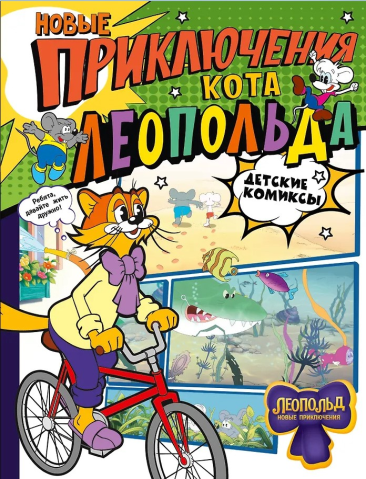 НОВЫЕ
ПРИКЛЮЧЕНИЯ
КОТА
ЛЕОПОЛЬДА
ДЕТСКИЕ
КОМИКСЫ
Ребята,
давайте жить
дружно!
ЛЕОПОЛЬД
НОВЫЕ ПРИКЛЮЧЕНИЯ